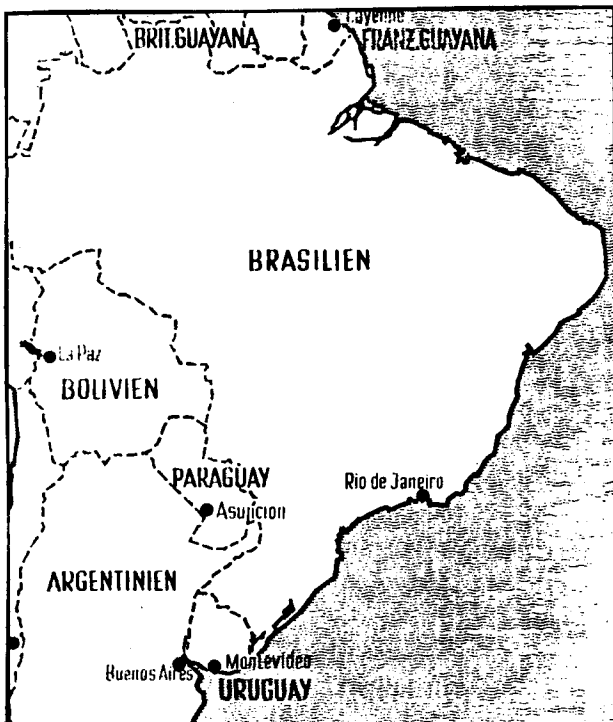 Cayenne
BRIT.GUAYANA
FRANZ.GUAYANA
BRASILIEN
La Paz
BOLIVIEN
PARAGUAY
Rio de Janeiro
Asuncion
ARGENTINIEN
Buenos Aires
Montevideo
URUGUAY